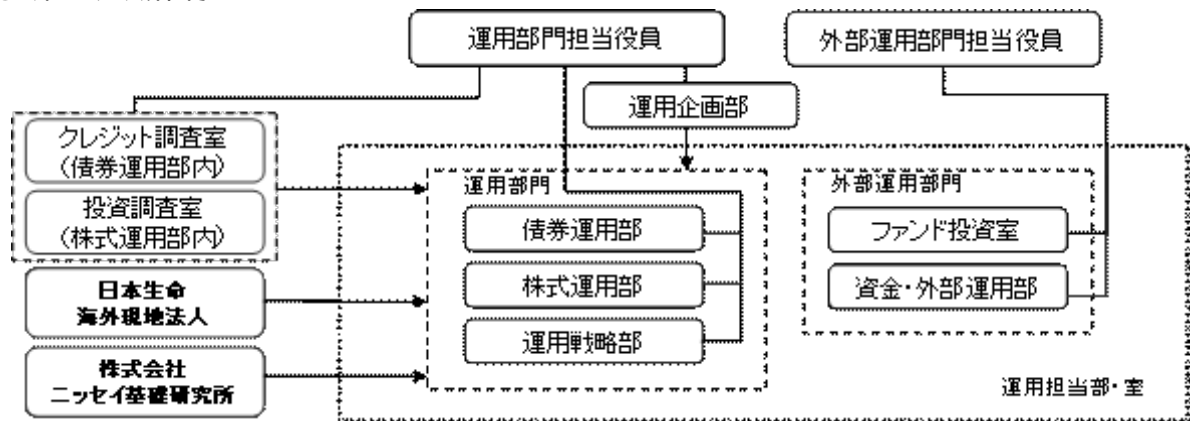 運用部門担当役員
外部運用部門担当役員
運用企画部
クレジット調査室
(債券運用部内)
投資調査室
(株式運用部内)
日本生命
海外現地法人
株式会社
ニッセイ基礎研究所
運用部門
債券運用部
株式運用部
運用戦略部
外部運用部門
ファンド投資室
資金・外部運用部
運用担当部・室